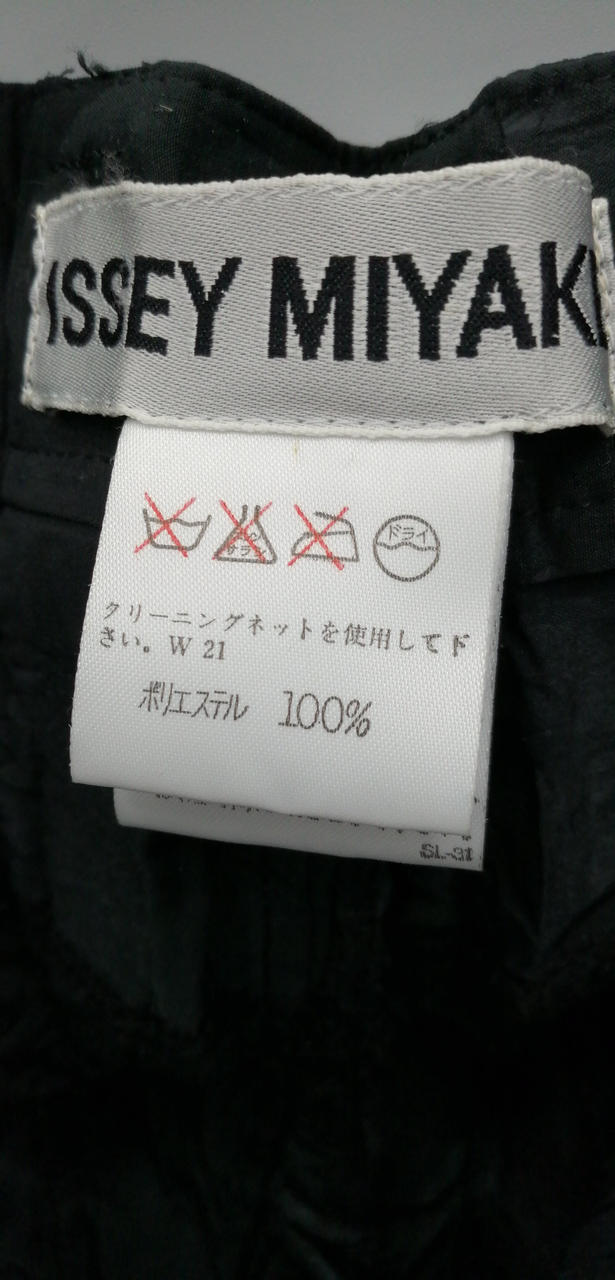 ISSEY MIYAK
ドライ
クリーニングネットを使用して下
さい。W 21
ポリエステル 100%
SL-31